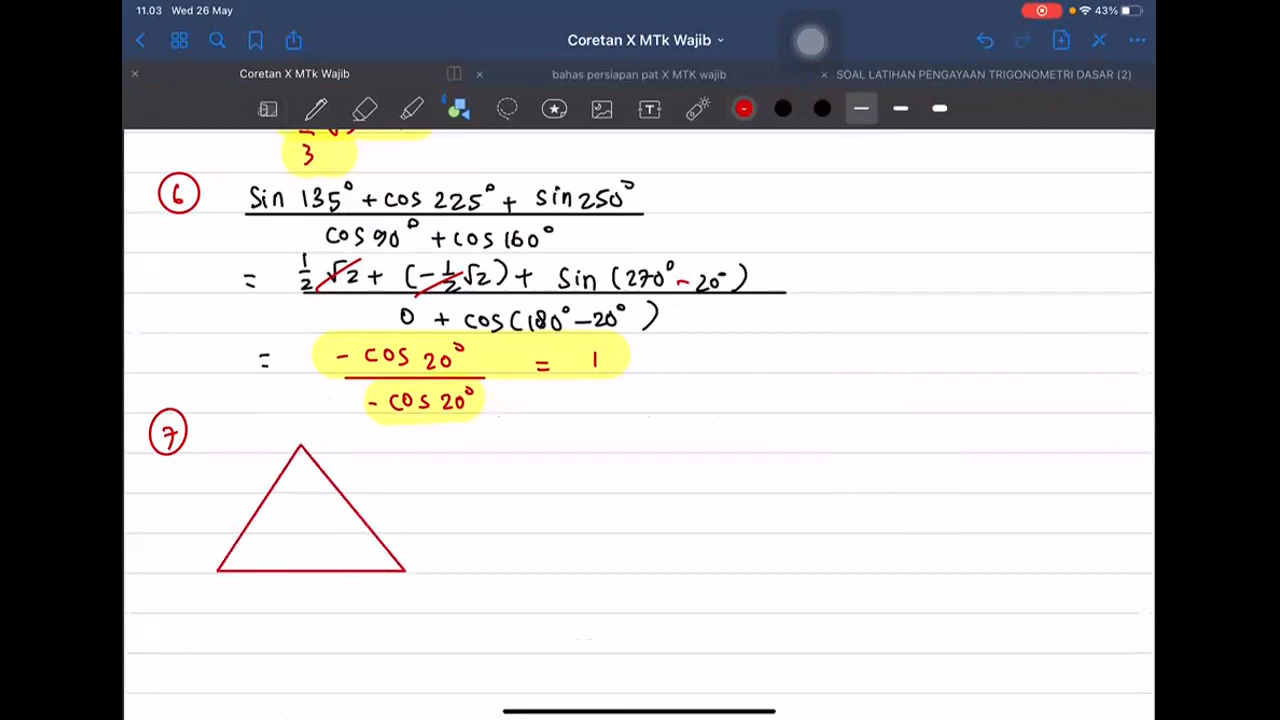 11.03 Wed 26 May
43%
Coretan X MTk Wajib
Coretan X MTk Wajib
bahas persiapan pat X MTK wajib
SOAL LATIHAN PENGAYAAN TRIGONOMETRI DASAR (2)
3
6
Sin 135° + cos 225° + sin 250°
cos 90° + cos 160°
= 1/2 √2 + (-1/2 √2) + sin (270° - 20°)
0 + cos (180° - 20°)
= - cos 20° = 1
- cos 20°
7